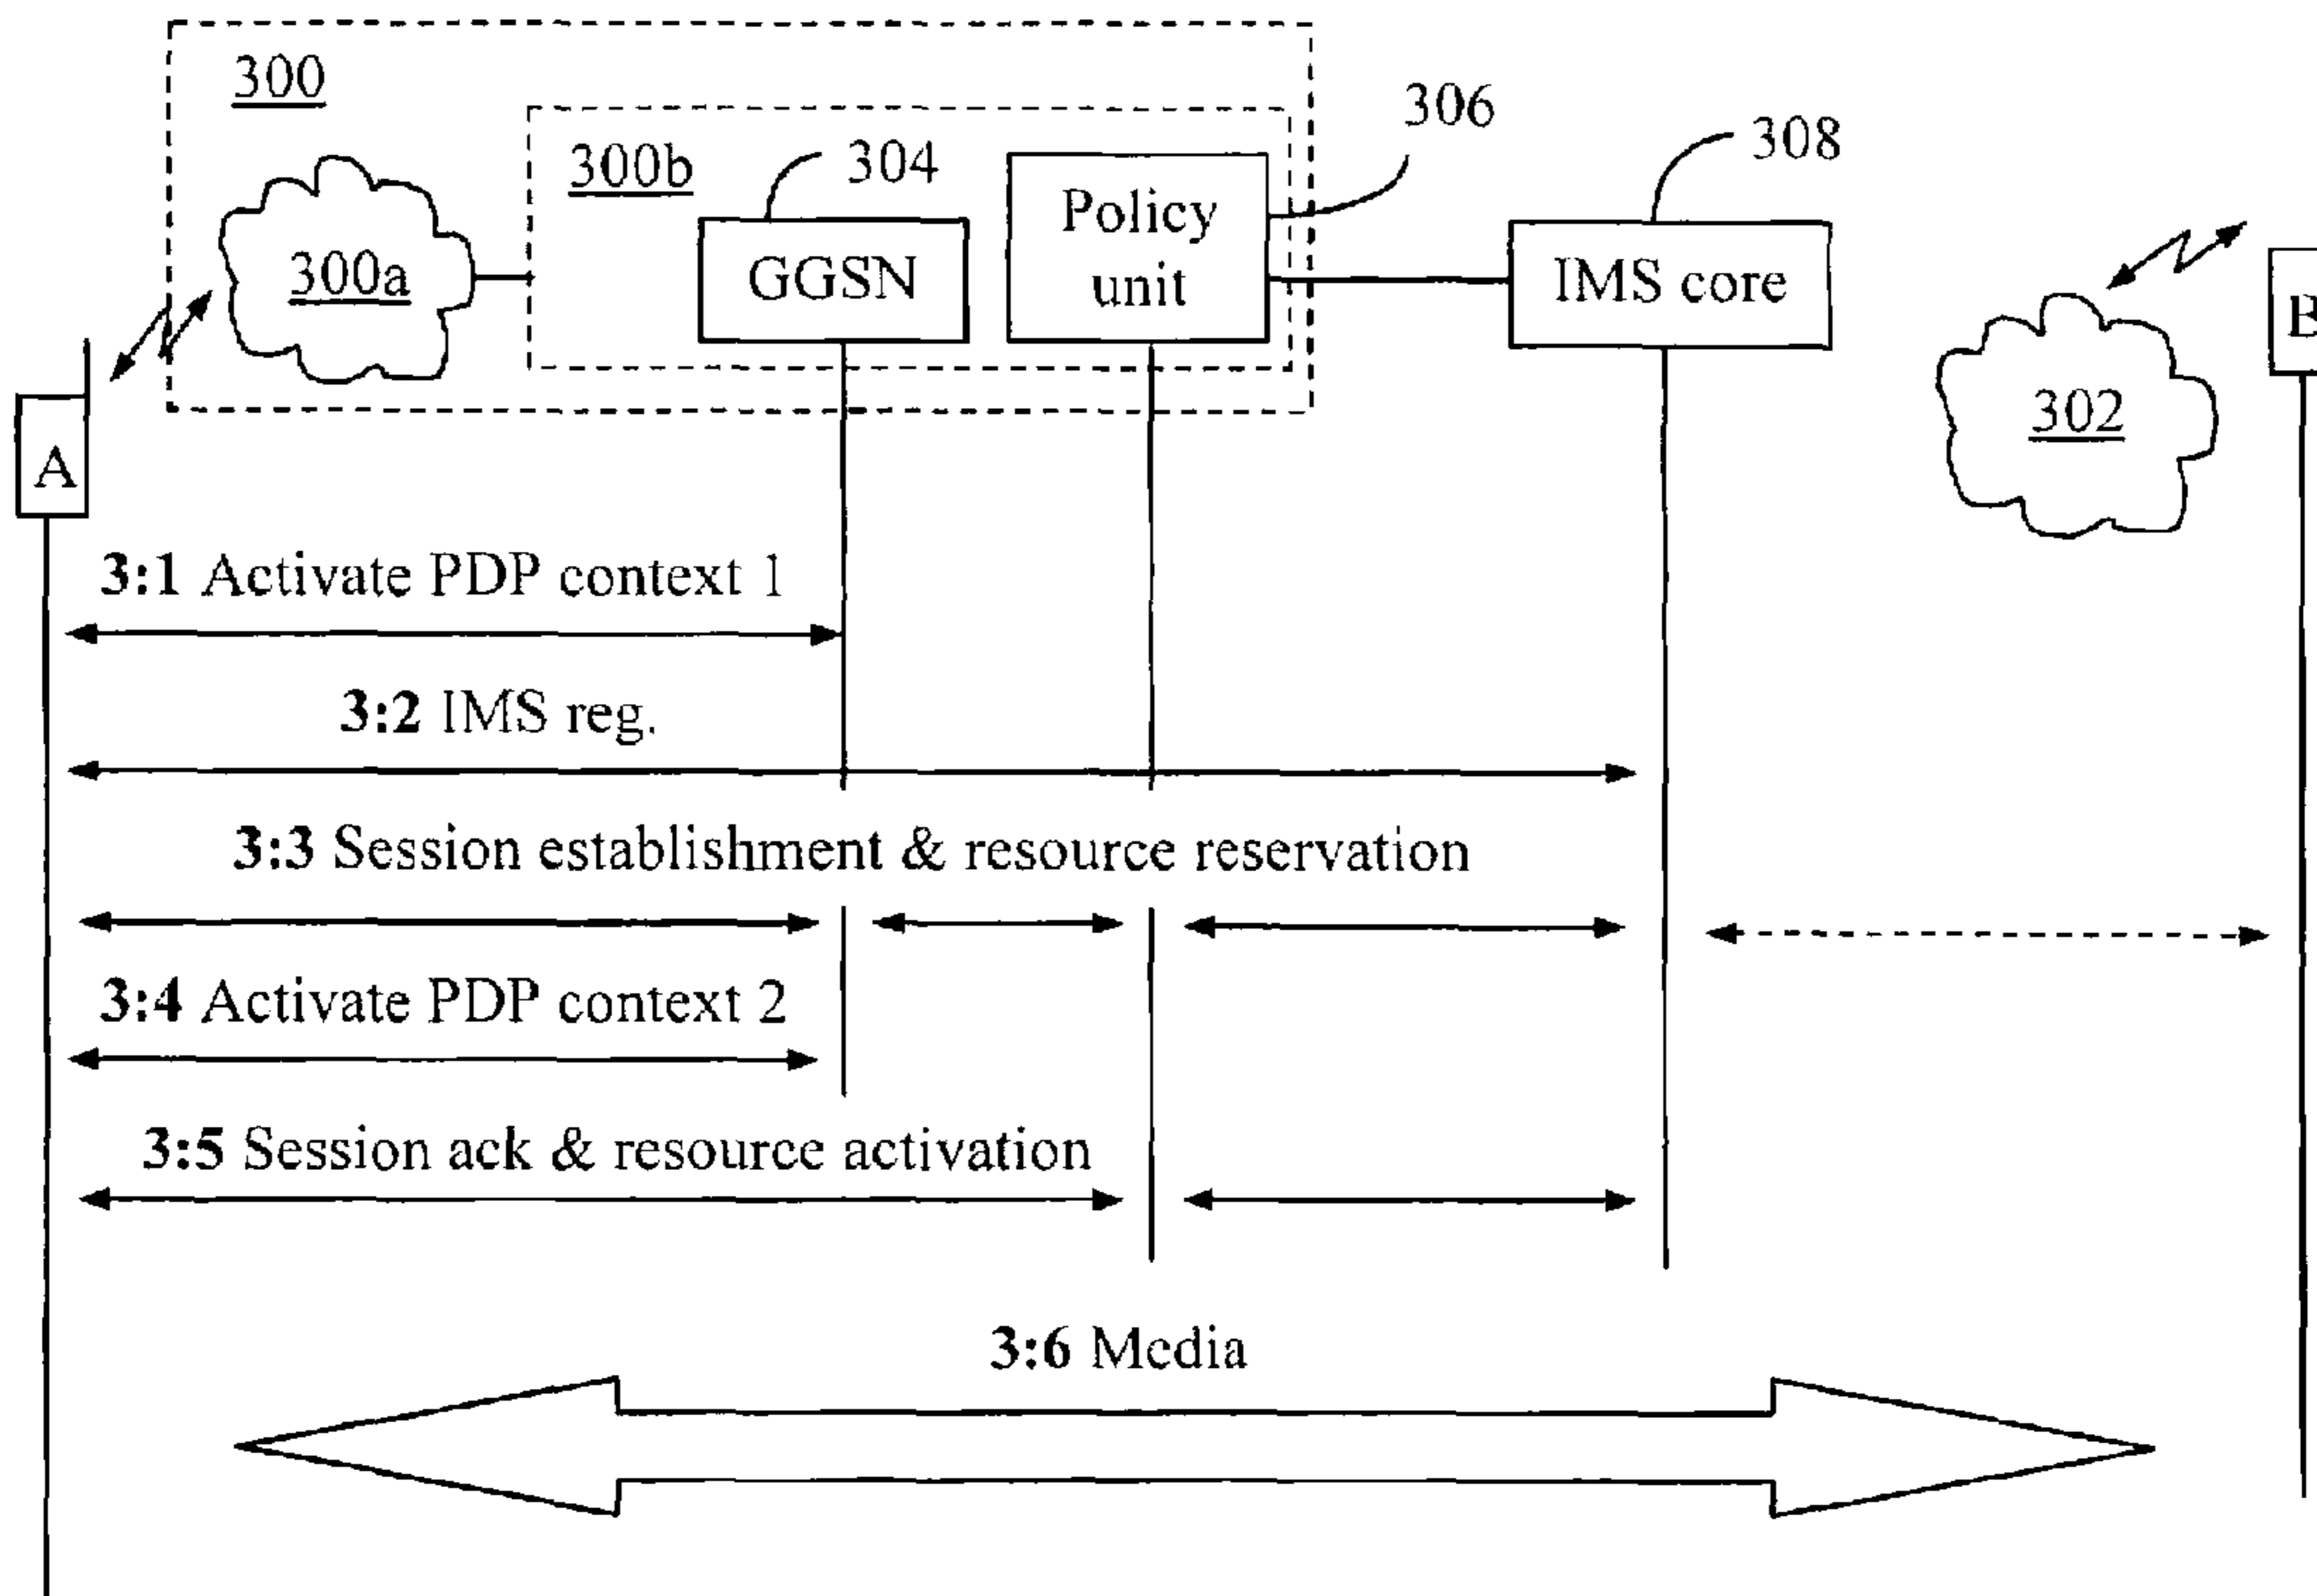 300
300a
300b
304
GGSN
Policy
unit
306
308
IMS core
302
A
B
3:1 Activate PDP context 1
3:2 IMS reg.
3:3 Session establishment & resource reservation
3:4 Activate PDP context 2
3:5 Session ack & resource activation
3:6 Media